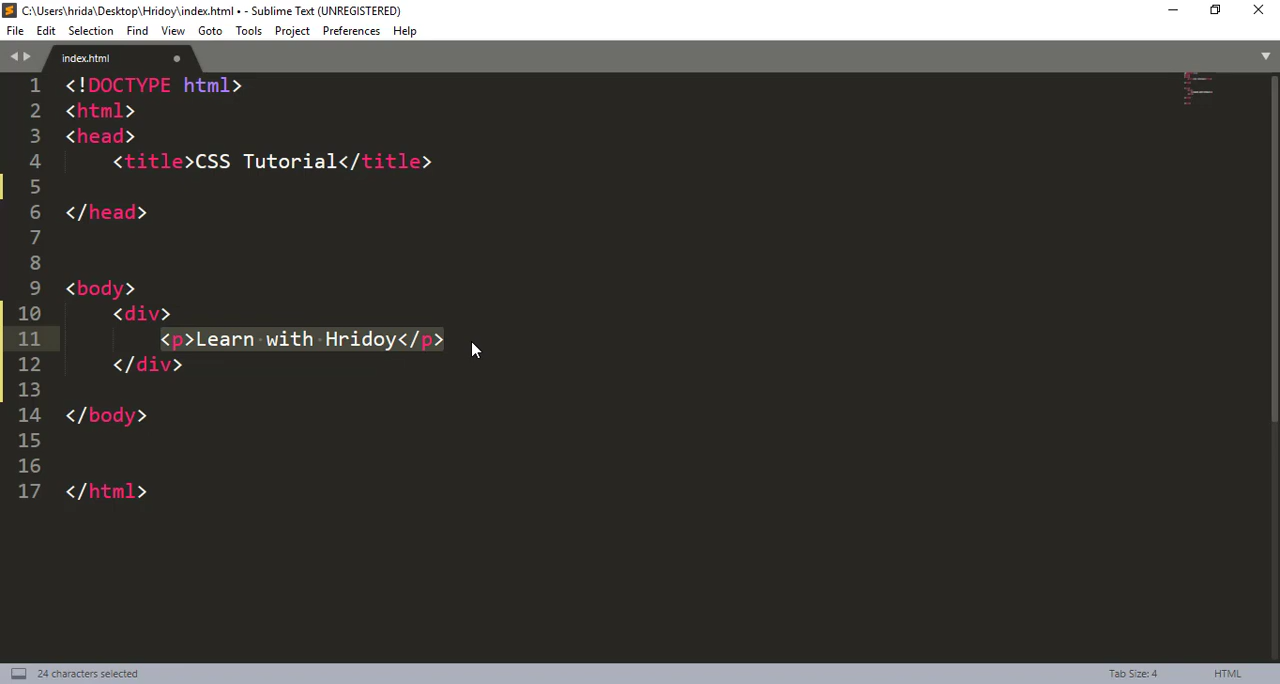 C:\Users\hrida\Desktop\Hridoy\index.html • - Sublime Text (UNREGISTERED)
File Edit Selection Find View Goto Tools Project Preferences Help
index.html
1 <!DOCTYPE html>
2 <html>
3 <head>
4 <title>CSS Tutorial</title>
5
6 </head>
7
8
9 <body>
10 <div>
11 <p>Learn with Hridoy</p>
12 </div>
13
14 </body>
15
16
17 </html>
24 characters selected Tab Size: 4 HTML